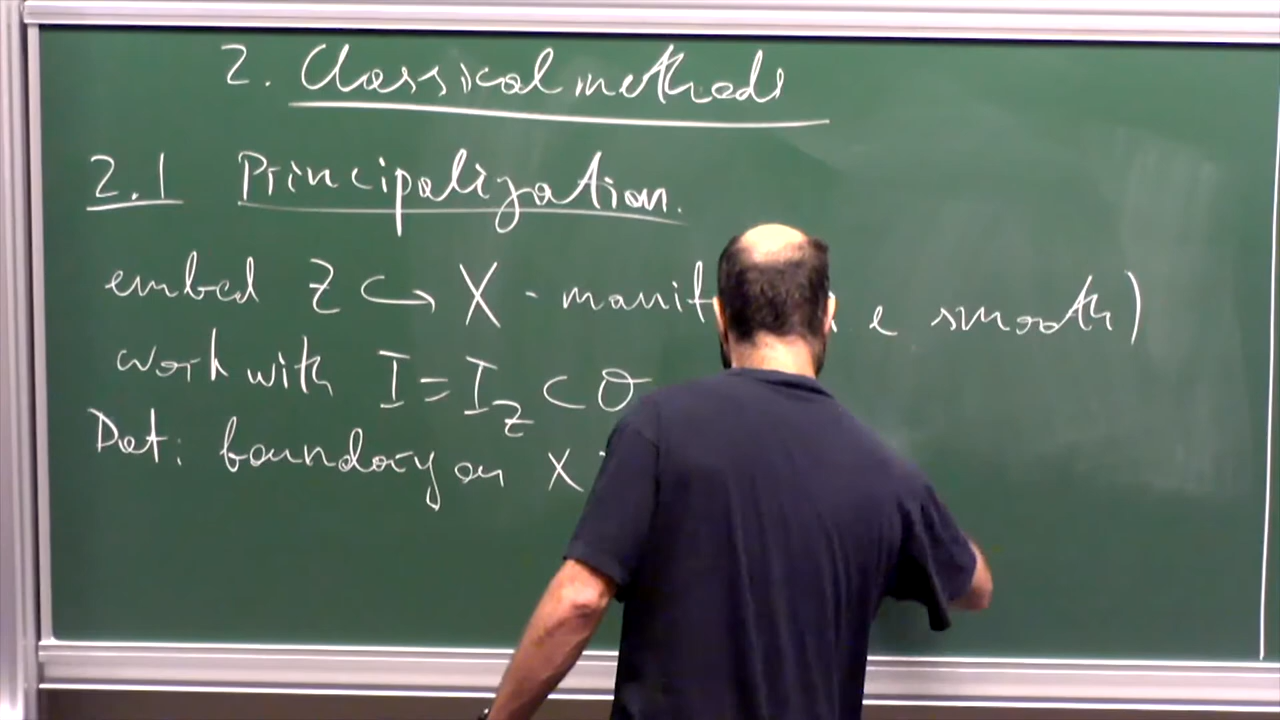 2. Classical methods
2.1 Principalization.
embed Z ↪ X - manif e smooth)
work with I = I_Z ⊂ O
Def: boundary on X